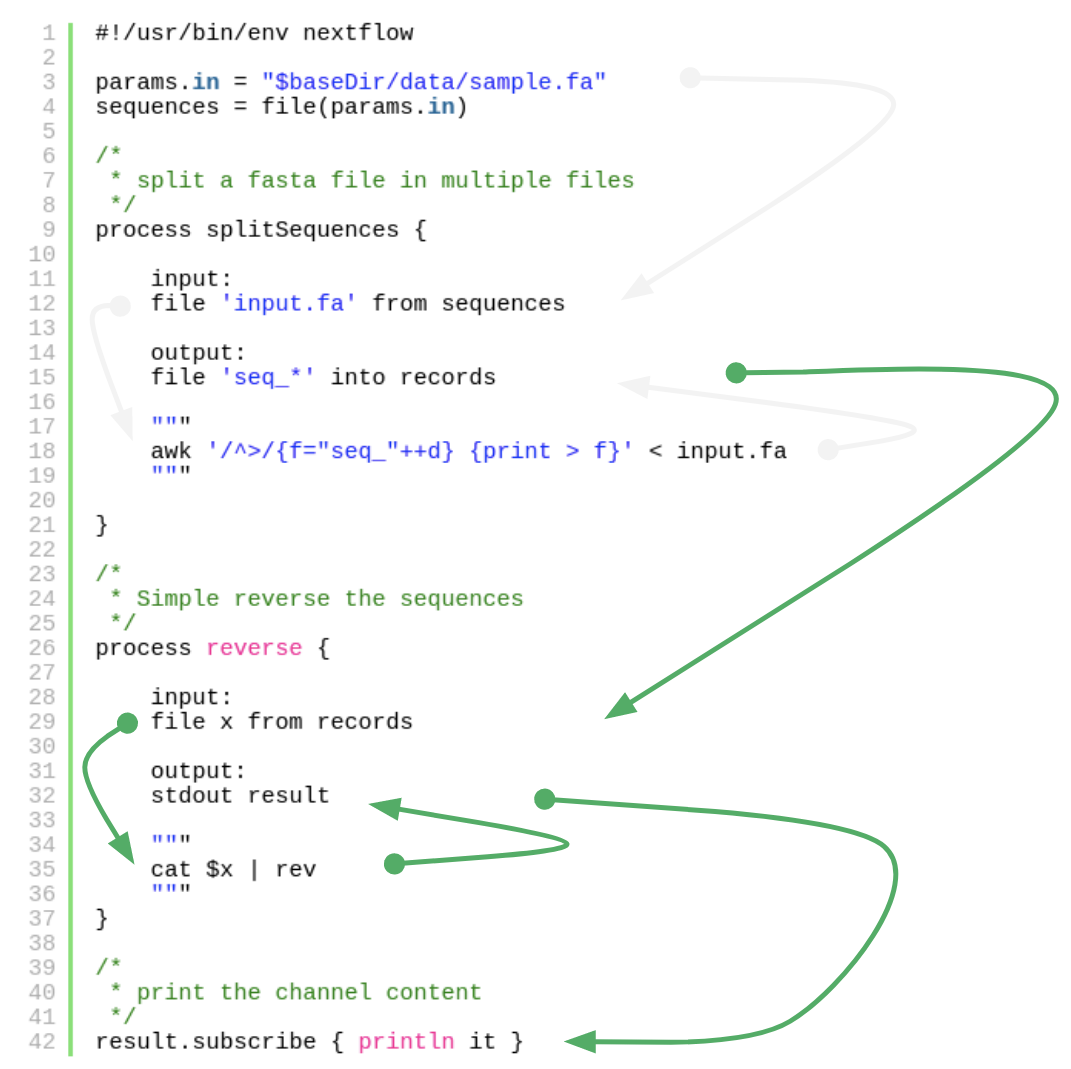 1 #!/usr/bin/env nextflow
2
3 params.in = "$baseDir/data/sample.fa"
4 sequences = file(params.in)
5
6 /*
7  * split a fasta file in multiple files
8  */
9 process splitSequences {
10
11     input:
12     file 'input.fa' from sequences
13
14     output:
15     file 'seq_*' into records
16
17     """
18     awk '/^>/{f="seq_"++d} {print > f}' < input.fa
19     """
20
21 }
22
23 /*
24  * Simple reverse the sequences
25  */
26 process reverse {
27
28     input:
29     file x from records
30
31     output:
32     stdout result
33
34     """
35     cat $x | rev
36     """
37 }
38
39 /*
40  * print the channel content
41  */
42 result.subscribe { println it }